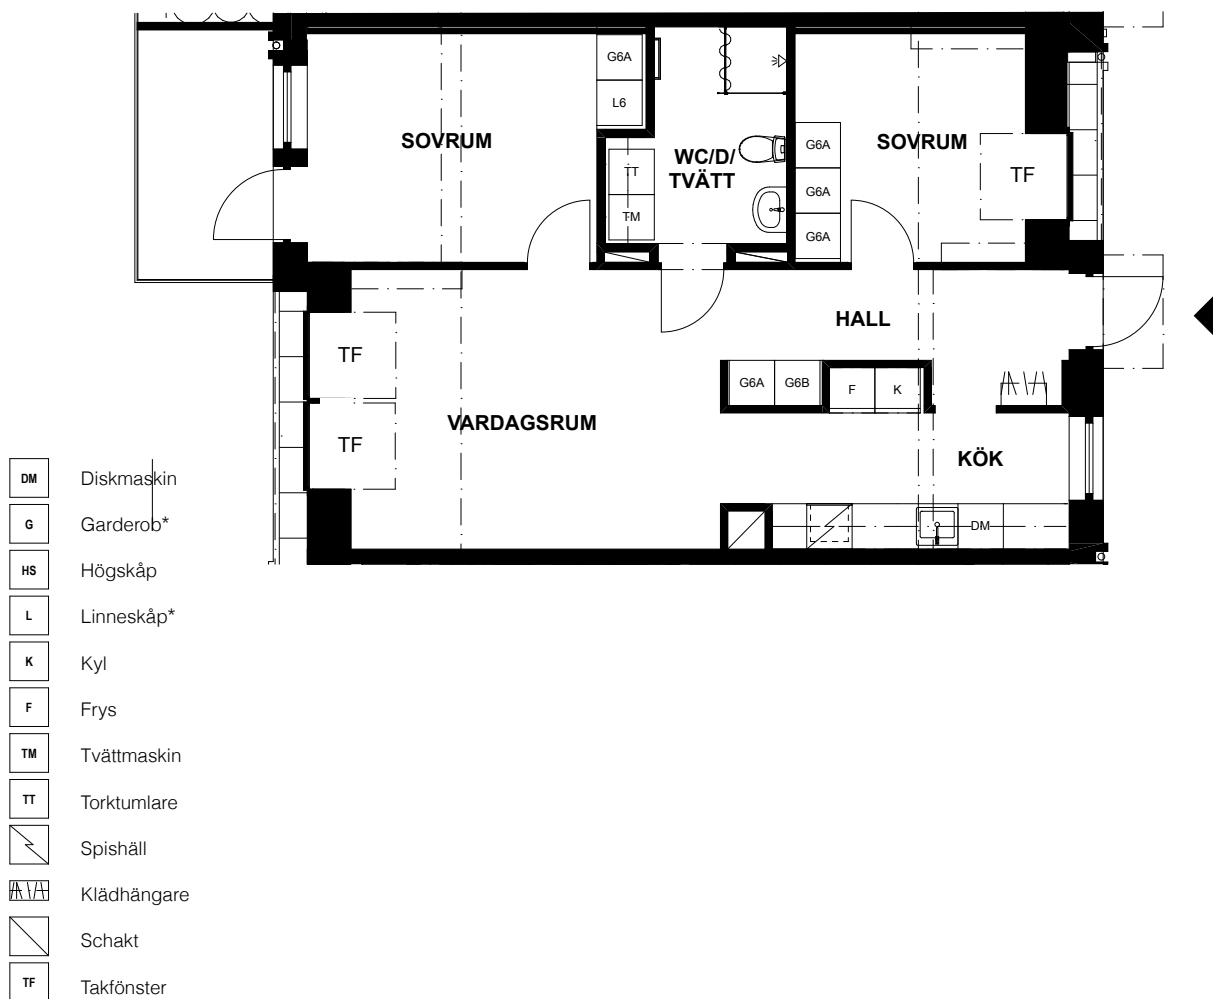 G6A
L6
SOVRUM
WC/D/
TVÄTT
TT
TM
G6A
G6A
G6A
SOVRUM
TF
HALL
TF
TF
G6A
G6B
F
K
VARDAGSRUM
KÖK
DM
DM Diskmaskin
G Garderob*
HS Högskåp
L Linneskåp*
K Kyl
F Frys
TM Tvättmaskin
TT Torktumlare
Spishäll
Klädhängare
Schakt
TF Takfönster